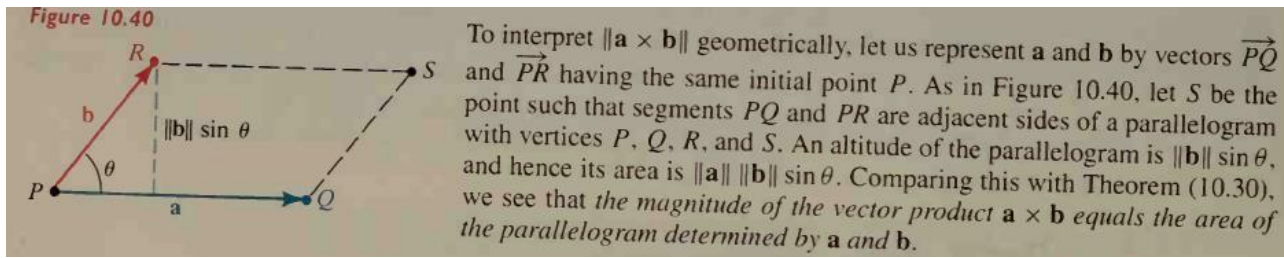 Figure 10.40
R
S
b
‖b‖ sin θ
θ
P
a
Q
To interpret ‖a × b‖ geometrically, let us represent a and b by vectors PQ⃗
and PR⃗ having the same initial point P. As in Figure 10.40, let S be the
point such that segments PQ and PR are adjacent sides of a parallelogram
with vertices P, Q, R, and S. An altitude of the parallelogram is ‖b‖ sin θ,
and hence its area is ‖a‖ ‖b‖ sin θ. Comparing this with Theorem (10.30),
we see that the magnitude of the vector product a × b equals the area of
the parallelogram determined by a and b.